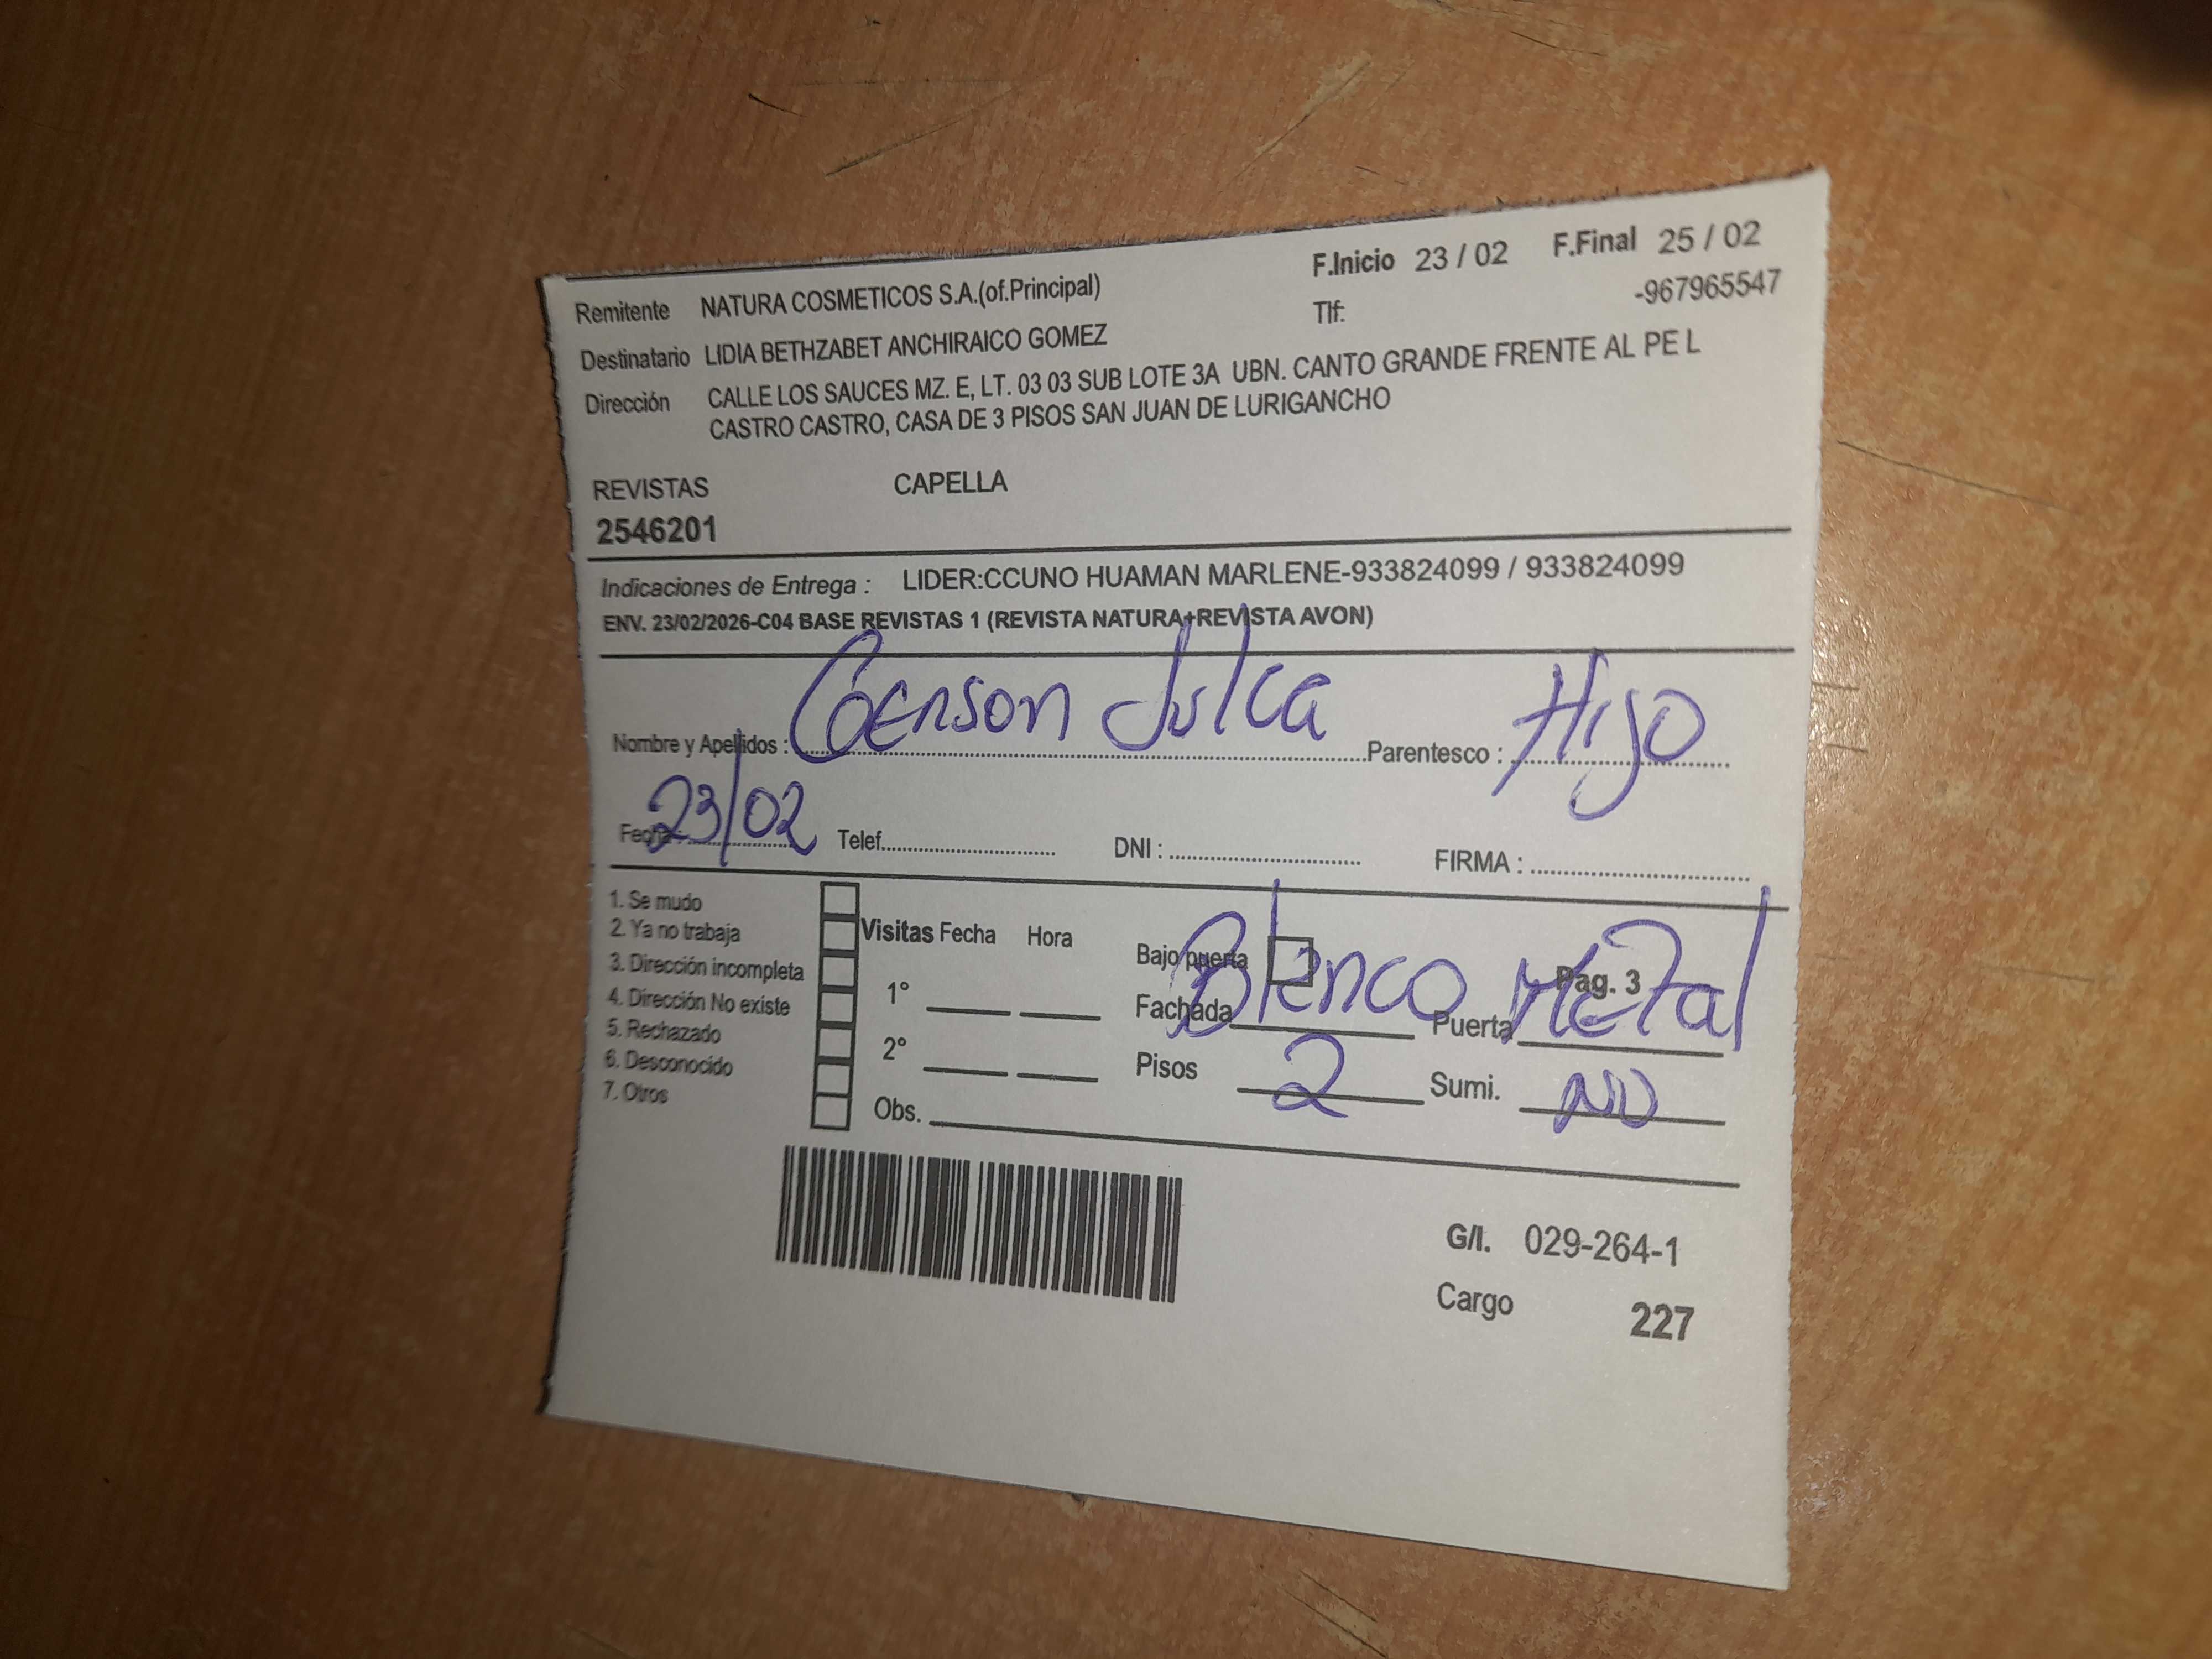 F.Inicio 23 / 02 F.Final 25 / 02
Remitente NATURA COSMETICOS S.A.(of.Principal) Tlf: -967965547
Destinatario LIDIA BETHZABET ANCHIRAICO GOMEZ
Dirección CALLE LOS SAUCES MZ. E, LT. 03 03 SUB LOTE 3A UBN. CANTO GRANDE FRENTE AL PE L
CASTRO CASTRO, CASA DE 3 PISOS SAN JUAN DE LURIGANCHO
REVISTAS CAPELLA
2546201
Indicaciones de Entrega : LIDER:CCUNO HUAMAN MARLENE-933824099 / 933824099
ENV. 23/02/2026-C04 BASE REVISTAS 1 (REVISTA NATURA+REVISTA AVON)
Nombre y Apellidos : Gerson Julca Parentesco : Hijo
Fecha : 23/02 Telef. DNI : FIRMA :
1. Se mudo
2. Ya no trabaja
3. Dirección incompleta
4. Dirección No existe
5. Rechazado
6. Desconocido
7. Otros
Visitas Fecha Hora
1°
2°
Obs.
Bajo puerta Pag. 3
Fachada Blanco Puerta Metal
Pisos 2 Sumi. NO
G/I. 029-264-1
Cargo 227